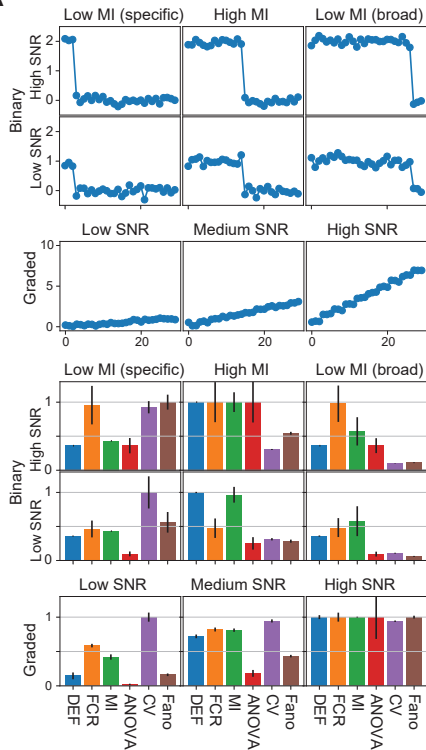 Low MI (specific) High MI Low MI (broad)
Binary
High SNR
2
1
0
Low SNR
2
1
0
Low SNR Medium SNR High SNR
Graded
10
5
0
0 20 0 20 0 20
Low MI (specific) High MI Low MI (broad)
Binary
High SNR
1
0
Low SNR
1
0
Low SNR Medium SNR High SNR
Graded
1
0
DEF FCR MI ANOVA CV Fano DEF FCR MI ANOVA CV Fano DEF FCR MI ANOVA CV Fano